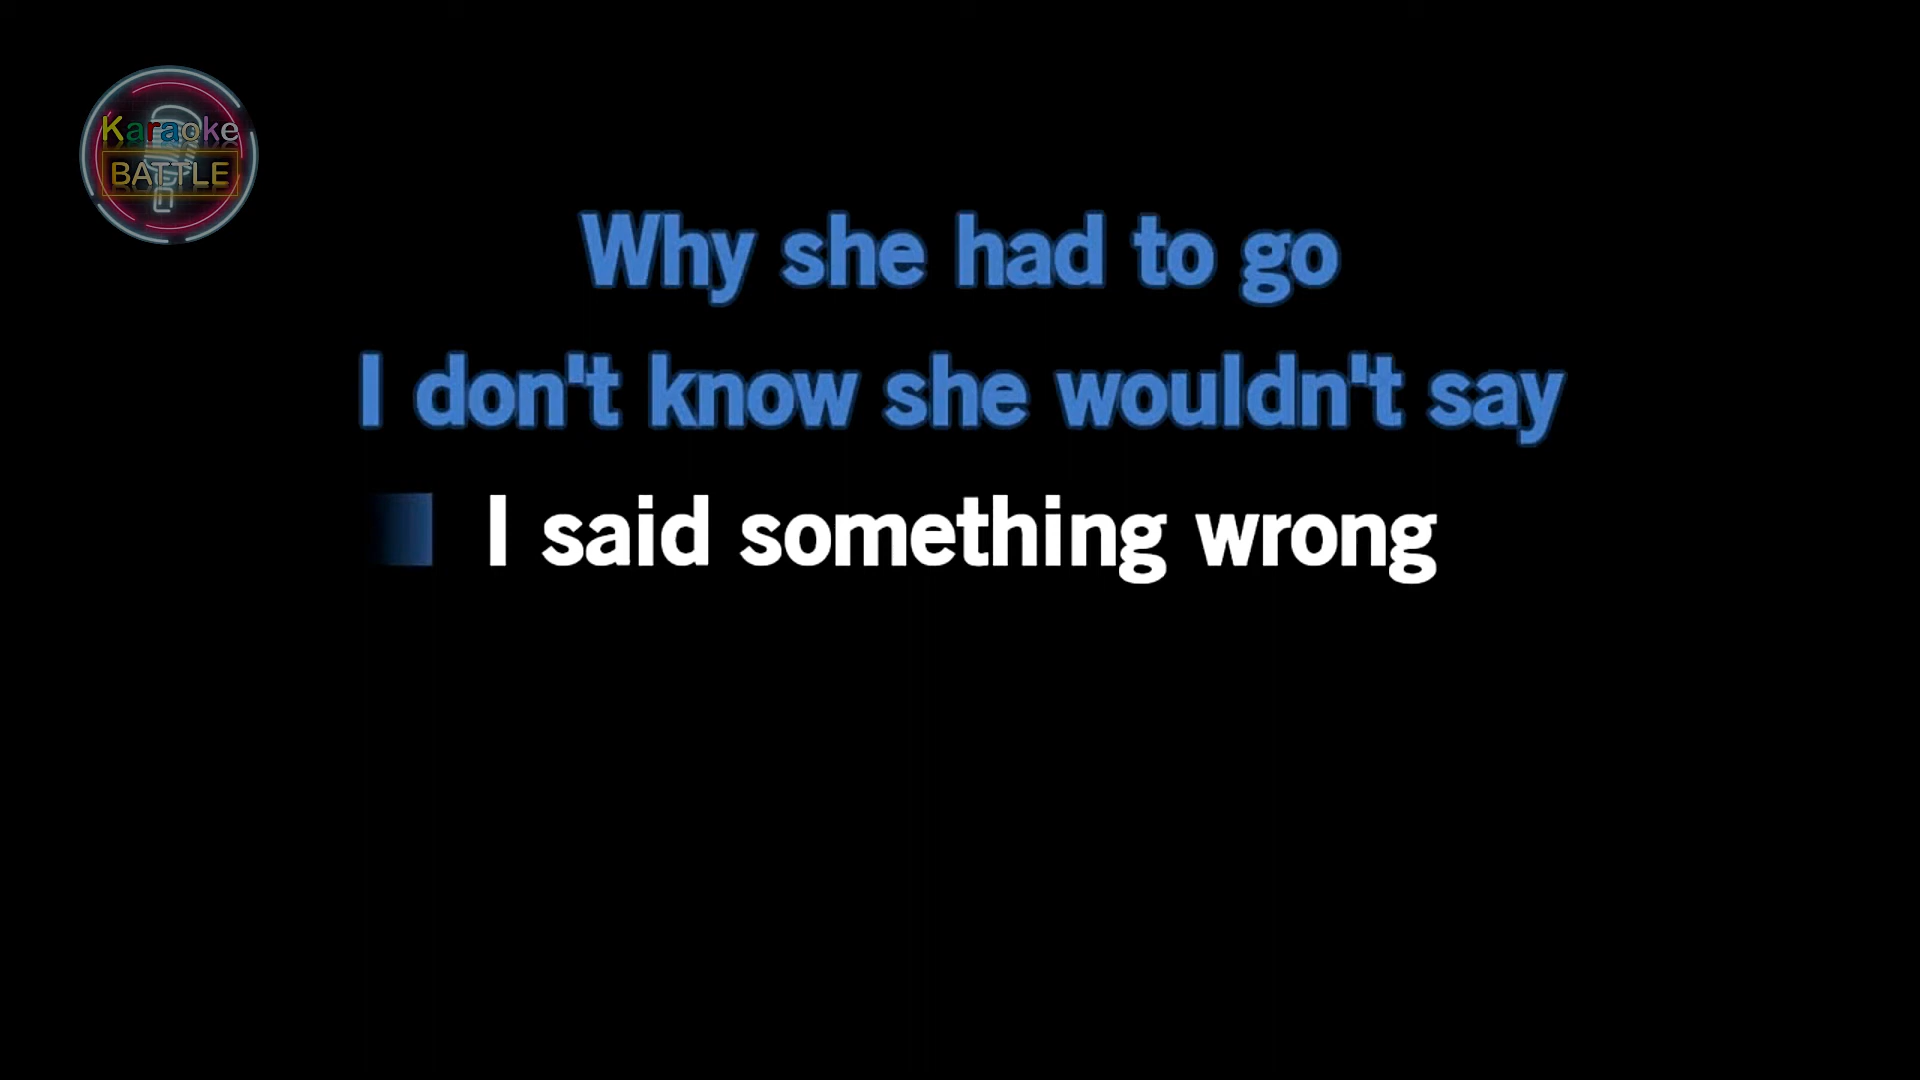 Karaoke
BATTLE
Why she had to go
I don't know she wouldn't say
I said something wrong